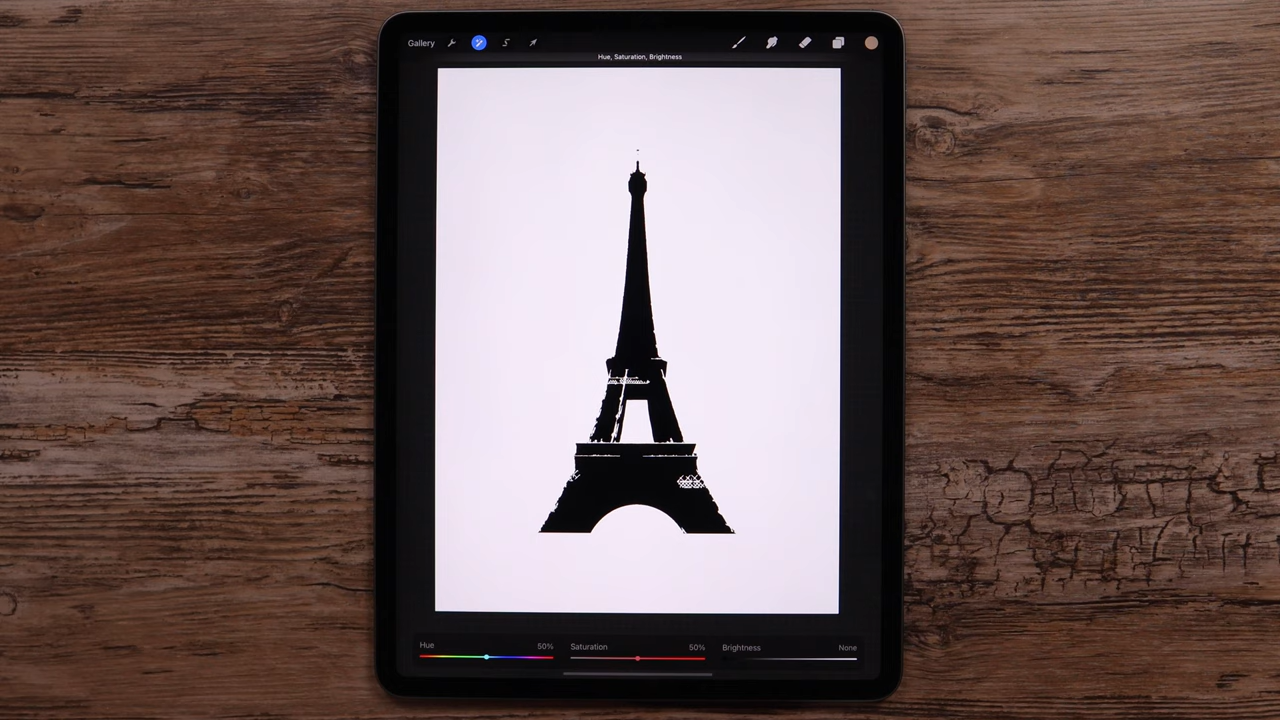 Gallery
Hue, Saturation, Brightness
Hue 50% Saturation 50% Brightness None